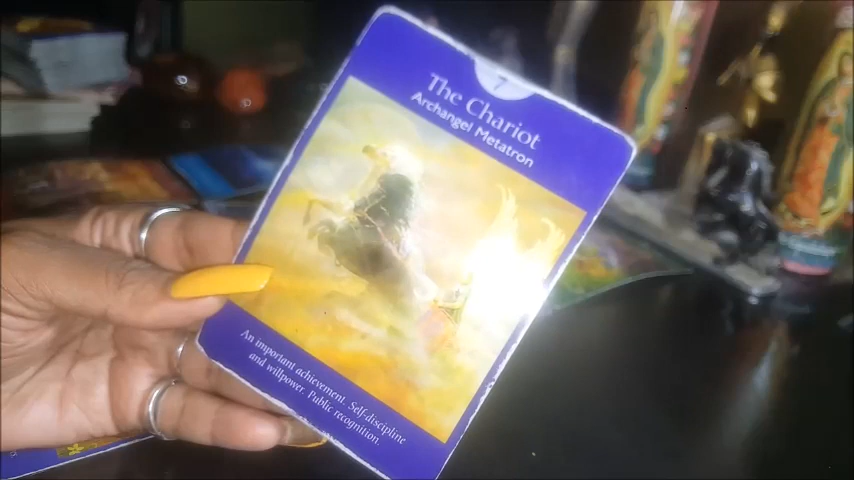 7
The Chariot
Archangel Metatron
An important achievement. Self-discipline
and willpower. Public recognition.